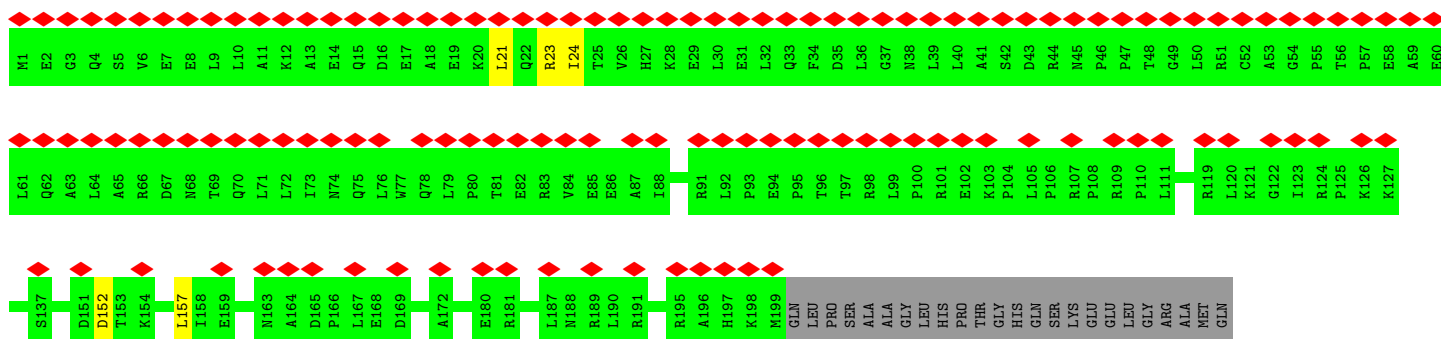 M1 E2 G3 Q4 S5 V6 E7 E8 L9 L10 A11 K12 A13 E14 Q15 D16 E17 A18 E19 K20 L21 Q22 R23 I24 T25 V26 H27 K28 E29 L30 E31 L32 Q33 F34 D35 L36 G37 N38 L39 L40 A41 S42 D43 R44 N45 P46 P47 T48 G49 L50 R51 C52 A53 G54 P55 T56 P57 E58 A59 E60
L61 Q62 A63 L64 A65 R66 D67 N68 T69 Q70 L71 L72 I73 N74 Q75 L76 W77 Q78 L79 P80 T81 E82 R83 V84 E85 E86 A87 I88 R91 L92 P93 E94 P95 T96 T97 R98 L99 P100 R101 E102 K103 P104 L105 P106 R107 P108 R109 P110 L111 R119 L120 K121 G122 I123 R124 P125 K126 K127
S137 D151 D152 T153 K154 L157 I158 E159 N163 A164 D165 P166 L167 E168 D169 A172 E180 R181 L187 N188 R189 L190 R191 R195 A196 H197 K198 M199 GLN LEU PRO SER ALA ALA GLY LEU HIS PRO THR GLY HIS GLN SER LYS GLU GLU LEU GLY ARG ALA MET GLN